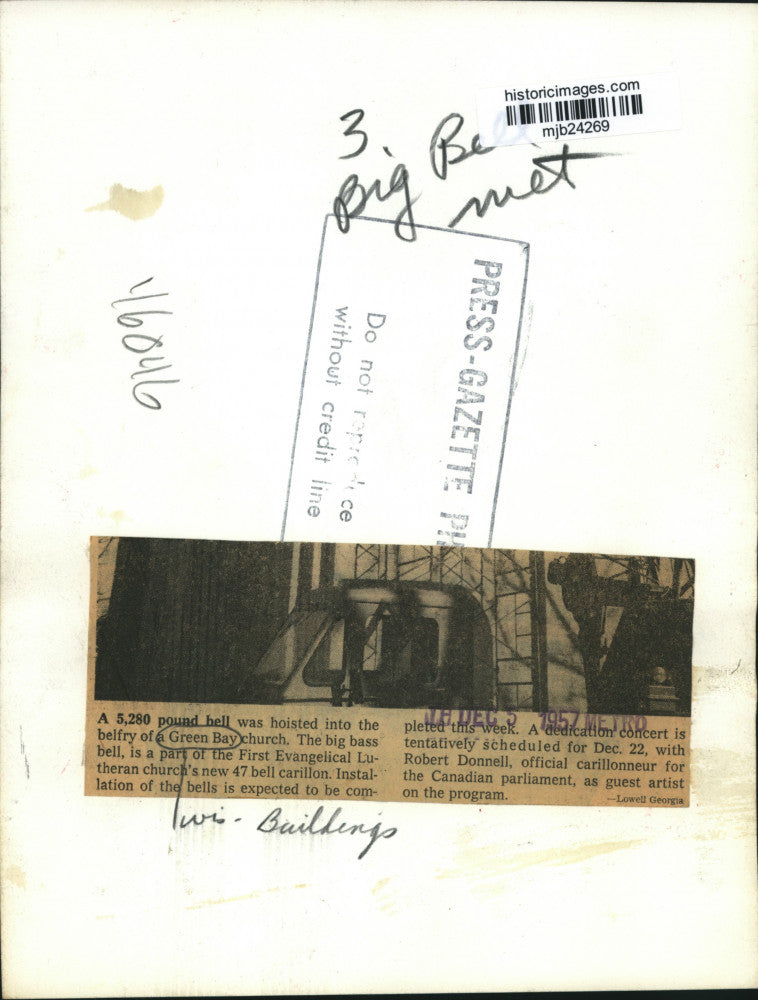 historicimages.com
mjb24269
3. Big
Big
met
46046
PRESS-GAZETTE
Do not
without credit line
JH DEC 5 1957 METRO
A 5,280 pound bell was hoisted into the
belfry of a Green Bay church. The big bass
bell, is a part of the First Evangelical Lu-
theran church's new 47 bell carillon. Instal-
lation of the bells is expected to be com-
pleted this week. A dedication concert is
tentatively scheduled for Dec. 22, with
Robert Donnell, official carillonneur for
the Canadian parliament, as guest artist
on the program.
—Lowell Georgia
wis - Buildings